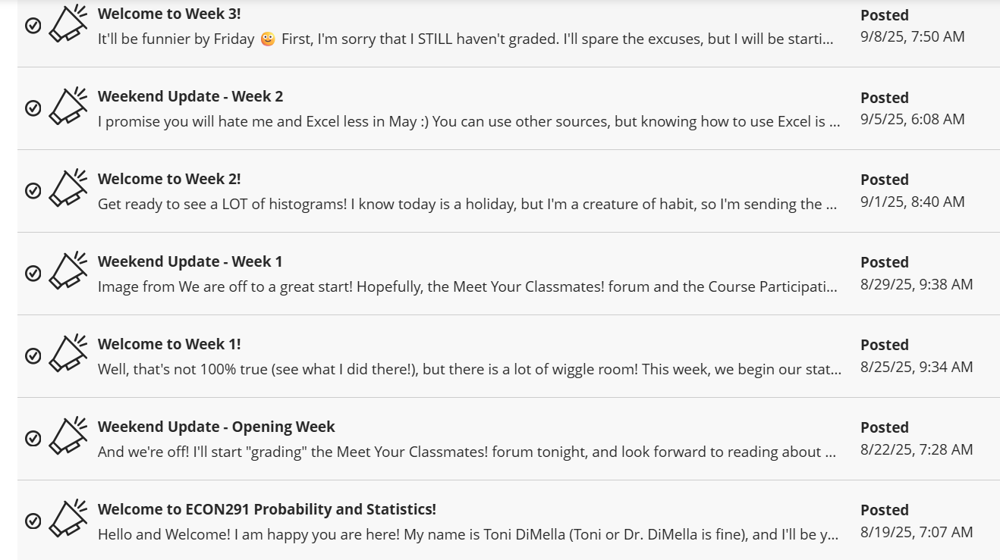 Welcome to Week 3!
Posted
It'll be funnier by Friday 🙂 First, I'm sorry that I STILL haven't graded. I'll spare the excuses, but I will be starti...
9/8/25, 7:50 AM
Weekend Update - Week 2
Posted
I promise you will hate me and Excel less in May :) You can use other sources, but knowing how to use Excel is ...
9/5/25, 6:08 AM
Welcome to Week 2!
Posted
Get ready to see a LOT of histograms! I know today is a holiday, but I'm a creature of habit, so I'm sending the ...
9/1/25, 8:40 AM
Weekend Update - Week 1
Posted
Image from We are off to a great start! Hopefully, the Meet Your Classmates! forum and the Course Participati...
8/29/25, 9:38 AM
Welcome to Week 1!
Posted
Well, that's not 100% true (see what I did there!), but there is a lot of wiggle room! This week, we begin our stat...
8/25/25, 9:34 AM
Weekend Update - Opening Week
Posted
And we're off! I'll start "grading" the Meet Your Classmates! forum tonight, and look forward to reading about ...
8/22/25, 7:28 AM
Welcome to ECON291 Probability and Statistics!
Posted
Hello and Welcome! I am happy you are here! My name is Toni DiMella (Toni or Dr. DiMella is fine), and I'll be y...
8/19/25, 7:07 AM